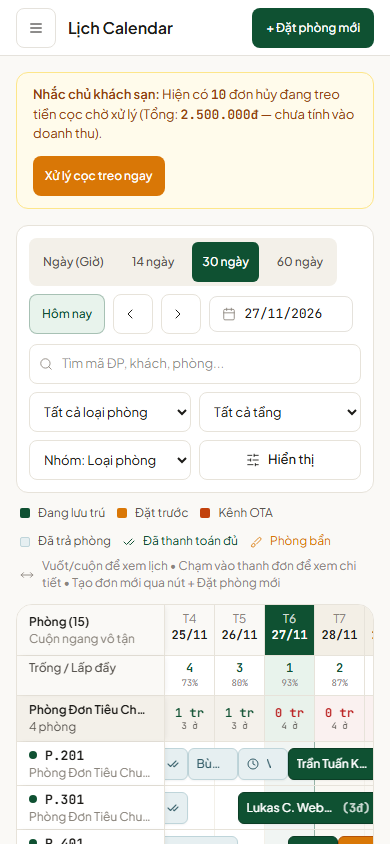 Lịch Calendar
+ Đặt phòng mới
Nhắc chủ khách sạn: Hiện có 10 đơn hủy đang treo
tiền cọc chờ xử lý (Tổng: 2.500.000đ — chưa tính vào
doanh thu).
Xử lý cọc treo ngay
Ngày (Giờ) 14 ngày 30 ngày 60 ngày
Hôm nay 27/11/2026
Tìm mã ĐP, khách, phòng...
Tất cả loại phòng Tất cả tầng
Nhóm: Loại phòng Hiển thị
Đang lưu trú Đặt trước Kênh OTA
Đã trả phòng Đã thanh toán đủ Phòng bẩn
Vuốt/cuộn để xem lịch • Chạm vào thanh đơn để xem chi
tiết • Tạo đơn mới qua nút + Đặt phòng mới
Phòng (15) T4 T5 T6 T7
Cuộn ngang vô tận 25/11 26/11 27/11 28/11
Trống / Lấp đầy 4 3 1 2
73% 80% 93% 87%
Phòng Đơn Tiêu Ch... 1 tr 1 tr 0 tr 0 tr
4 phòng 3 ở 3 ở 4 ở 4 ở
P.201 Bù... Trần Tuấn K...
Phòng Đơn Tiêu Chu...
P.301 Lukas C. Web... (3đ)
Phòng Đơn Tiêu Chu...
P.401